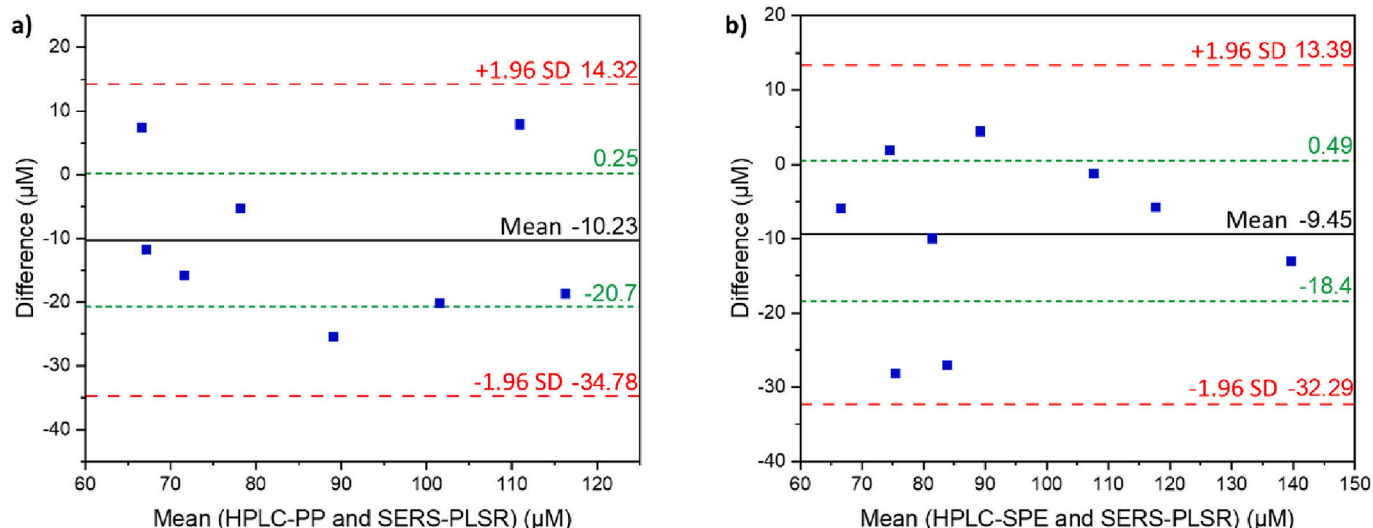 a)
20
10
0
-10
-20
-30
-40
Difference (µM)
+1.96 SD 14.32
0.25
Mean -10.23
-20.7
-1.96 SD -34.78
60 70 80 90 100 110 120
Mean (HPLC-PP and SERS-PLSR) (µM)
b)
20
10
0
-10
-20
-30
-40
Difference (µM)
+1.96 SD 13.39
0.49
Mean -9.45
-18.4
-1.96 SD -32.29
60 70 80 90 100 110 120 130 140 150
Mean (HPLC-SPE and SERS-PLSR) (µM)